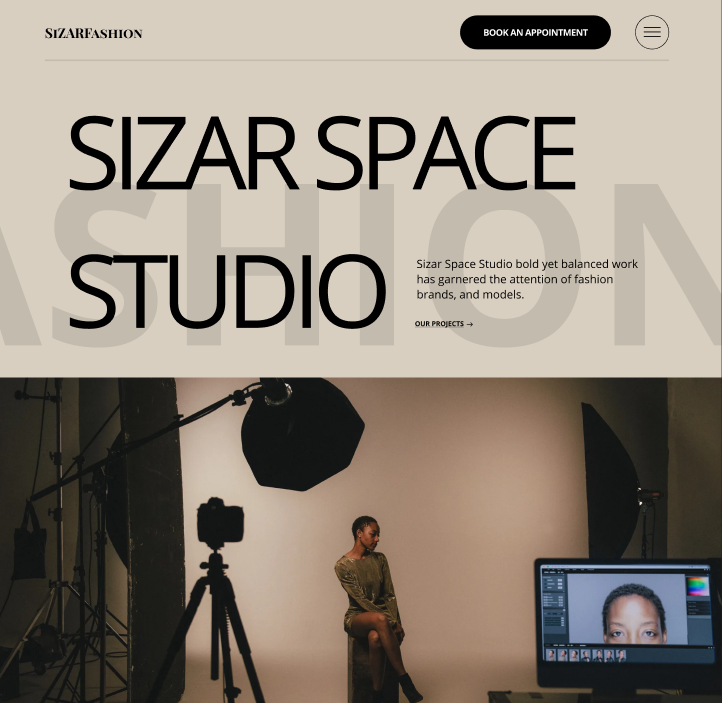 SIZARFASHION
BOOK AN APPOINTMENT
SIZAR SPACE
ASHION
STUDIO
Sizar Space Studio bold yet balanced work
has garnered the attention of fashion
brands, and models.
OUR PROJECTS →